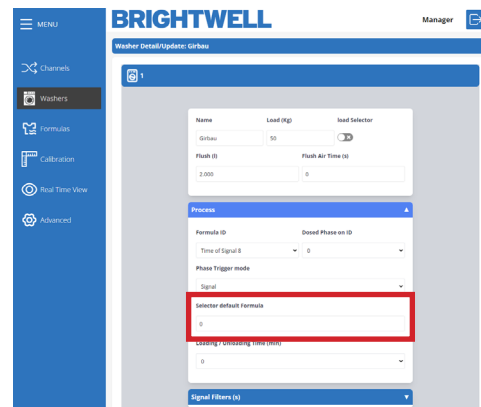 MENU
BRIGHTWELL
Manager
Washer Detail/Update: Girbau
1
Channels
Washers
Formulas
Calibration
Real Time View
Advanced
Name Load (Kg) load Selector
Girbau 50
Flush (l) Flush Air Time (s)
2.000 0
Process
Formula ID Dosed Phase on ID
Time of Signal 8 0
Phase Trigger mode
Signal
Selector default Formula
0
Loading / Unloading Time (min)
0
Signal Filters (s)